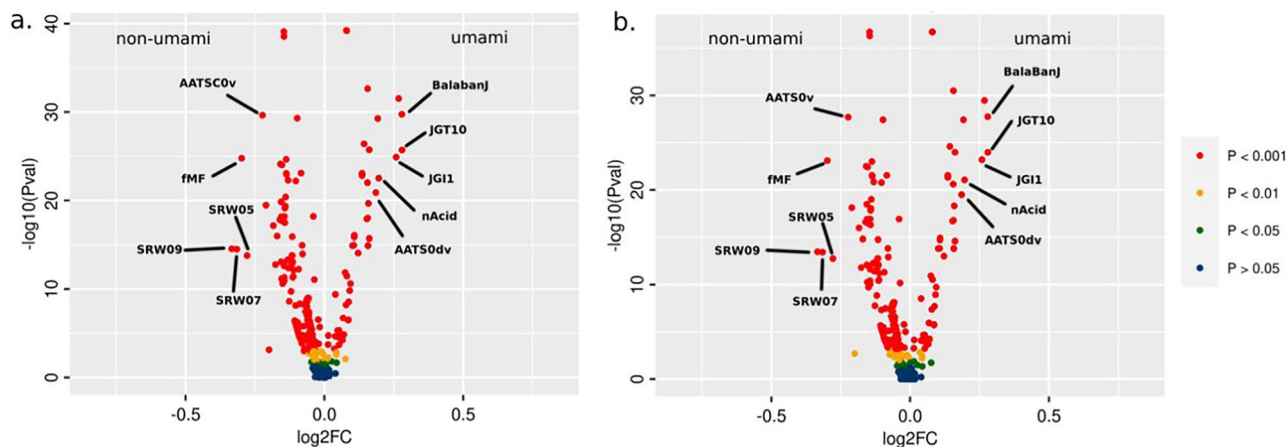 a.
non-umami
umami
AATSC0v
BalabanJ
JGT10
fMF
JGI1
SRW05
nAcid
SRW09
AATS0dv
SRW07
40
30
20
10
0
-log10(Pval)
-0.5
0.0
0.5
log2FC
b.
non-umami
umami
BalaBanJ
AATS0v
JGT10
fMF
JGI1
SRW05
nAcid
SRW09
AATS0dv
SRW07
30
20
10
0
-log10(Pval)
-0.5
0.0
0.5
log2FC
P < 0.001
P < 0.01
P < 0.05
P > 0.05